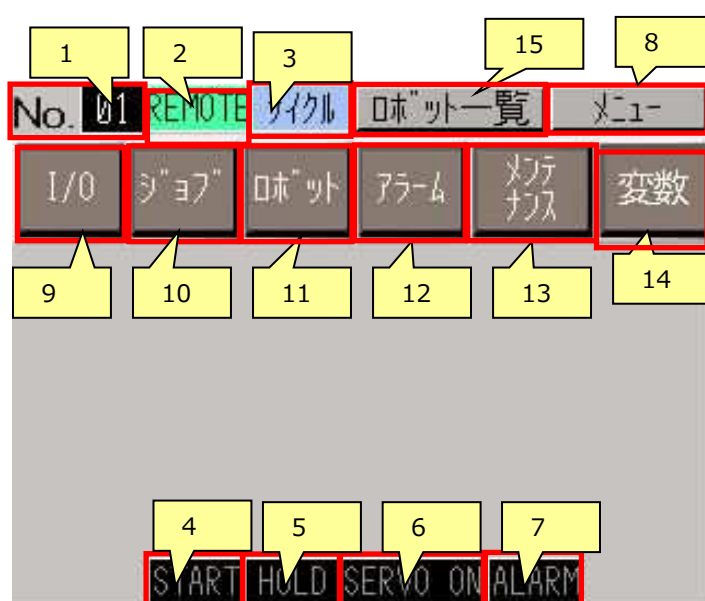 1 2 3 15 8
No. 01 REMOTE サイクル ロボット一覧 メニュー
I/O ジョブ ロボット アラーム メンテ
ナンス 変数
9 10 11 12 13 14
4 5 6 7
START HOLD SERVO ON ALARM